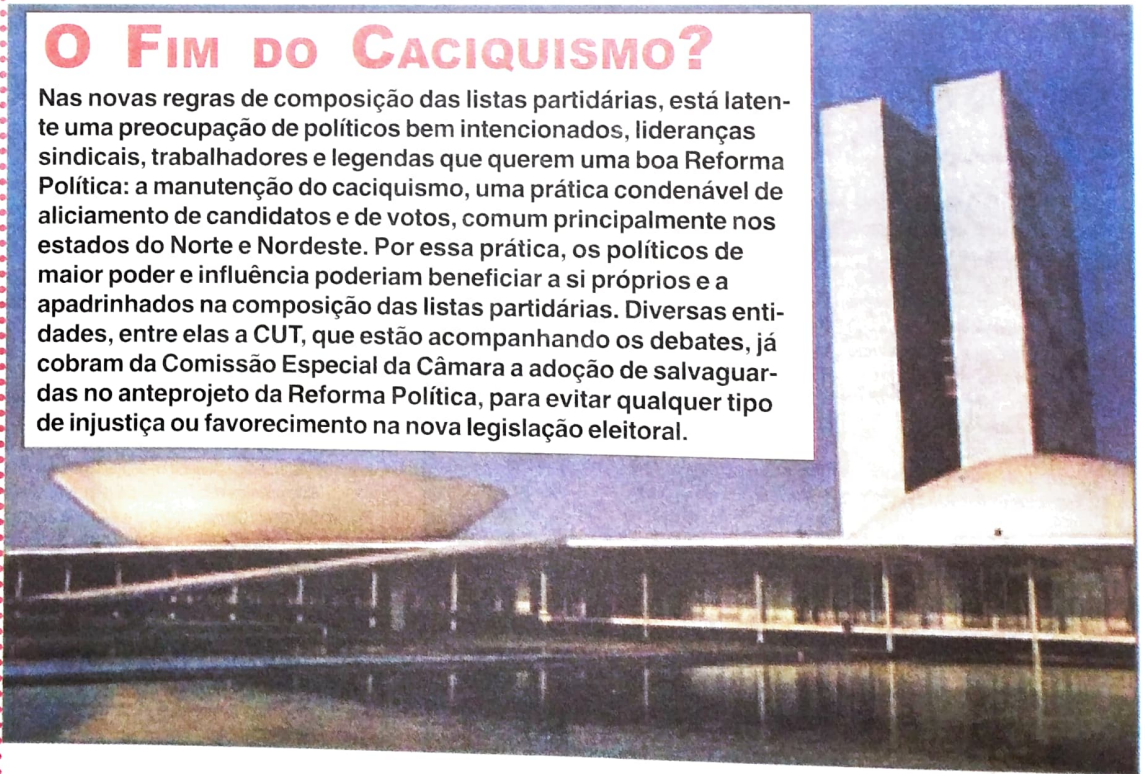 O FIM DO CACIQUISMO?
Nas novas regras de composição das listas partidárias, está laten-
te uma preocupação de políticos bem intencionados, lideranças
sindicais, trabalhadores e legendas que querem uma boa Reforma
Política: a manutenção do caciquismo, uma prática condenável de
aliciamento de candidatos e de votos, comum principalmente nos
estados do Norte e Nordeste. Por essa prática, os políticos de
maior poder e influência poderiam beneficiar a si próprios e a
apadrinhados na composição das listas partidárias. Diversas enti-
dades, entre elas a CUT, que estão acompanhando os debates, já
cobram da Comissão Especial da Câmara a adoção de salvaguar-
das no anteprojeto da Reforma Política, para evitar qualquer tipo
de injustiça ou favorecimento na nova legislação eleitoral.